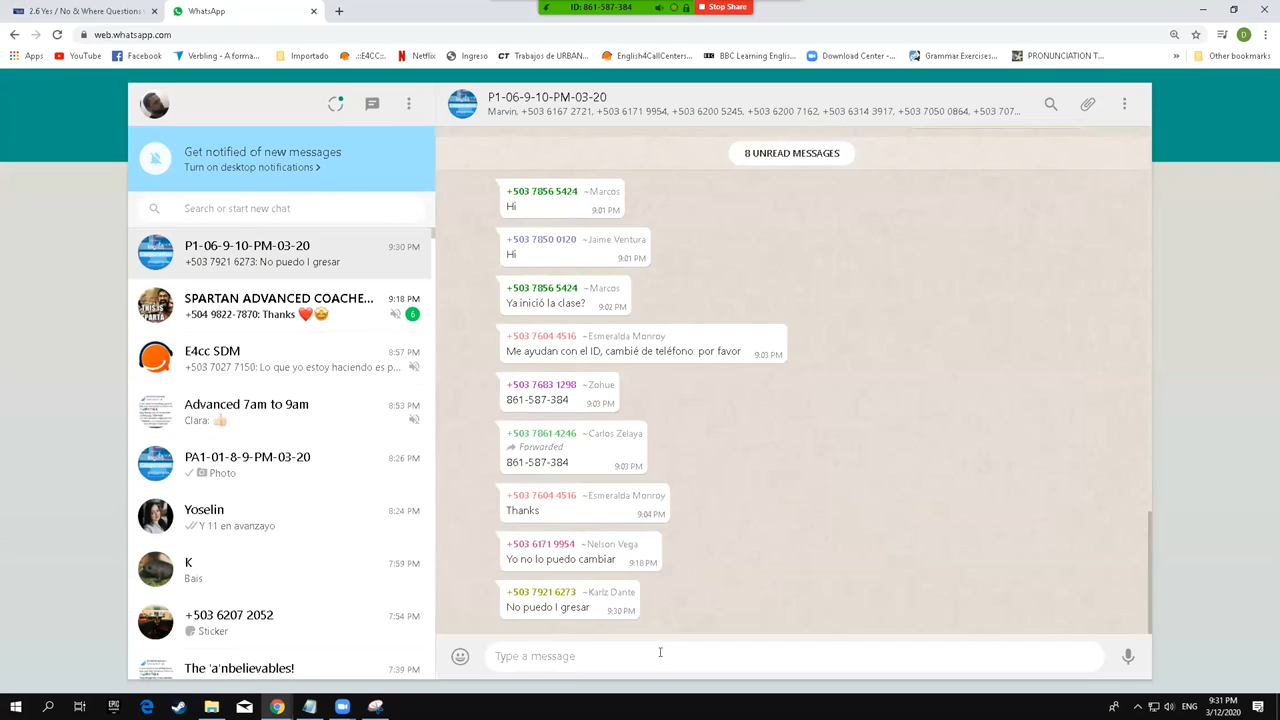 ID: 861-587-384
Stop Share
2.6 Yes / No & Where Questions
WhatsApp
web.whatsapp.com
Apps
YouTube
Facebook
Verbling - A forma...
Importado
.::E4CC::.
Netflix
Ingreso
CT
Trabajos de URBAN...
English4CallCenters...
BBC
BBC Learning Englis...
Download Center -...
Grammar Exercises...
PRONUNCIATION T...
Other bookmarks
D
Get notified of new messages
Turn on desktop notifications >
Search or start new chat
P1-06-9-10-PM-03-20
9:30 PM
+503 7921 6273: No puedo I gresar
THIS IS SPARTA
SPARTAN ADVANCED COACHE...
9:18 PM
+504 9822-7870: Thanks ❤️🤩
6
E4cc SDM
8:57 PM
+503 7027 7150: Lo que yo estoy haciendo es p...
Advanced 7am to 9am
8:53 PM
Clara: 👍🏻
PA1-01-8-9-PM-03-20
8:26 PM
Photo
Yoselin
8:24 PM
Y 11 en avanzayo
K
7:59 PM
Bais
+503 6207 2052
7:54 PM
Sticker
The 'a'nbelievables!
7:39 PM
P1-06-9-10-PM-03-20
Marvin, +503 6167 2721, +503 6171 9954, +503 6200 5245, +503 6200 7162, +503 6314 3917, +503 7050 0864, +503 707...
8 UNREAD MESSAGES
+503 7856 5424 ~Marcos
Hi
9:01 PM
+503 7850 0120 ~Jaime Ventura
Hi
9:01 PM
+503 7856 5424 ~Marcos
Ya inició la clase?
9:02 PM
+503 7604 4516 ~Esmeralda Monroy
Me ayudan con el ID, cambié de teléfono por favor
9:03 PM
+503 7683 1298 ~Zohue
861-587-384
9:03 PM
+503 7861 4246 ~Carlos Zelaya
Forwarded
861-587-384
9:03 PM
+503 7604 4516 ~Esmeralda Monroy
Thanks
9:04 PM
+503 6171 9954 ~Nelson Vega
Yo no lo puedo cambiar
9:18 PM
+503 7921 6273 ~Karlz Dante
No puedo I gresar
9:30 PM
Type a message
ENG
9:31 PM
3/12/2020